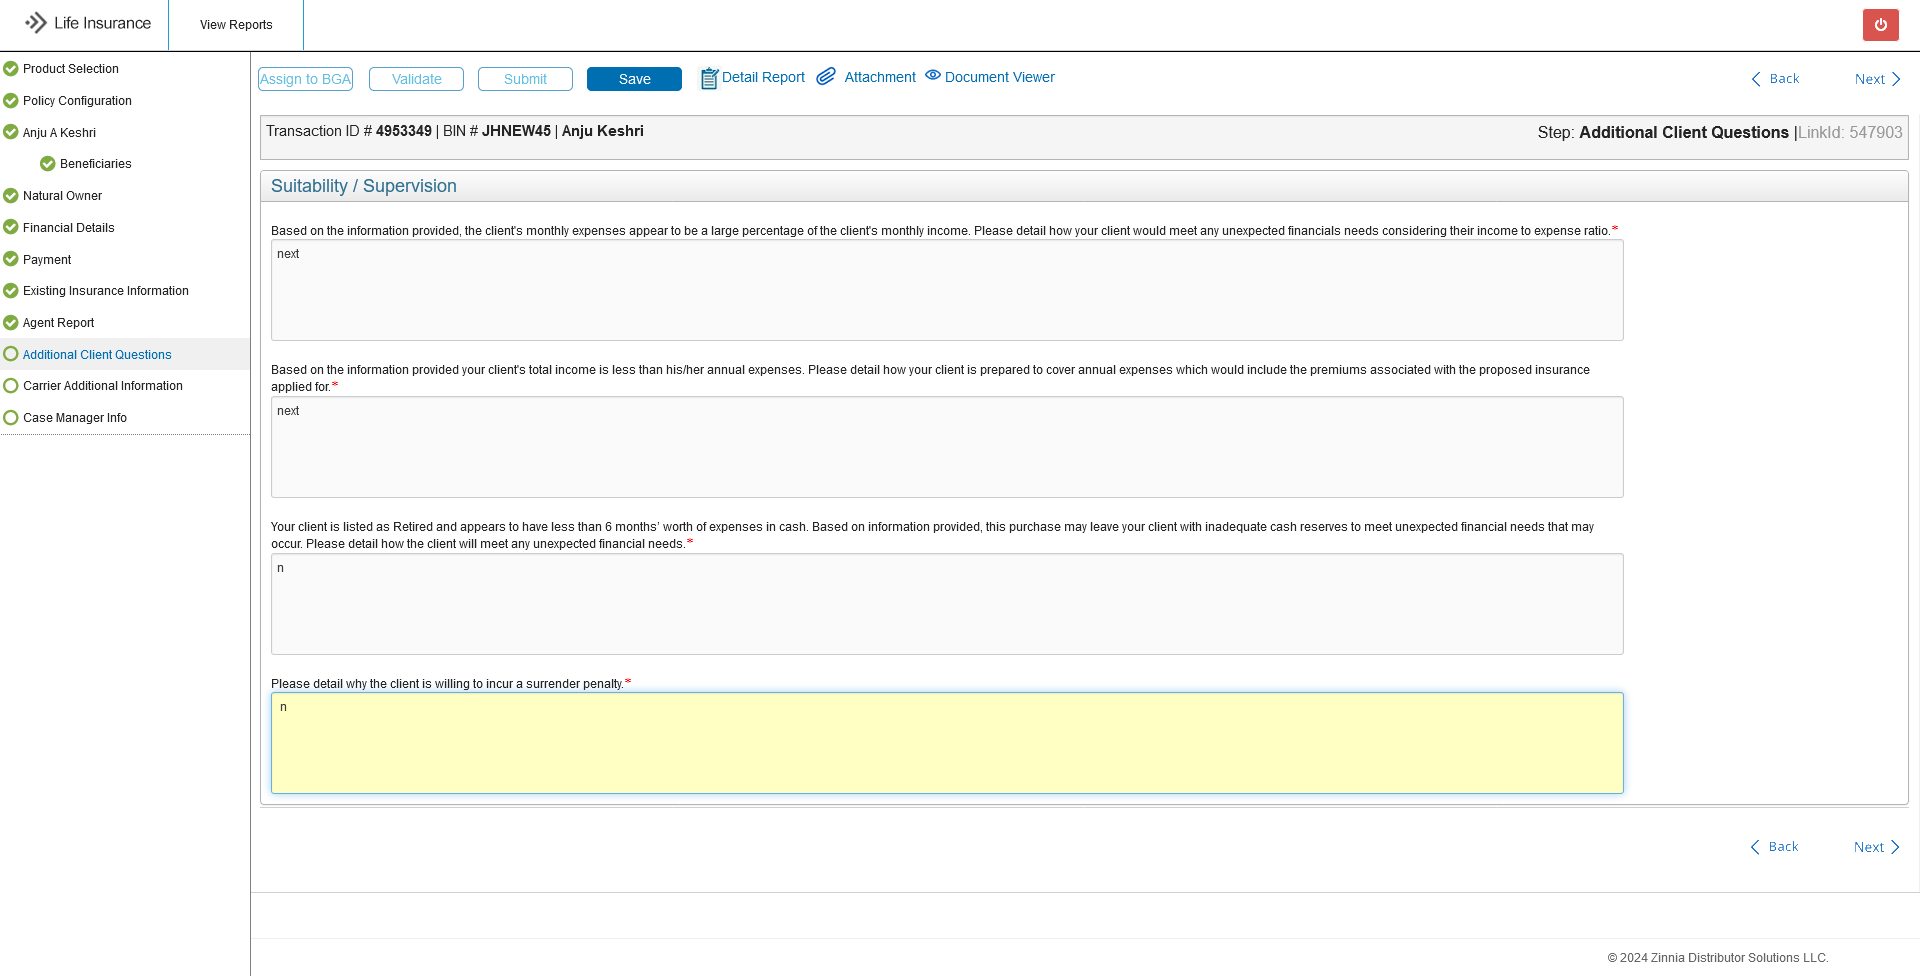 Life Insurance
View Reports
Product Selection
Policy Configuration
Anju A Keshri
Beneficiaries
Natural Owner
Financial Details
Payment
Existing Insurance Information
Agent Report
Additional Client Questions
Carrier Additional Information
Case Manager Info
Assign to BGA
Validate
Submit
Save
Detail Report
Attachment
Document Viewer
Back
Next
Transaction ID # 4953349 | BIN # JHNEW45 | Anju Keshri
Step: Additional Client Questions |LinkId: 547903
Suitability / Supervision
Based on the information provided, the client's monthly expenses appear to be a large percentage of the client's monthly income. Please detail how your client would meet any unexpected financials needs considering their income to expense ratio.*
next
Based on the information provided your client's total income is less than his/her annual expenses. Please detail how your client is prepared to cover annual expenses which would include the premiums associated with the proposed insurance
applied for.*
next
Your client is listed as Retired and appears to have less than 6 months' worth of expenses in cash. Based on information provided, this purchase may leave your client with inadequate cash reserves to meet unexpected financial needs that may
occur. Please detail how the client will meet any unexpected financial needs.*
n
Please detail why the client is willing to incur a surrender penalty.*
n
Back
Next
© 2024 Zinnia Distributor Solutions LLC.